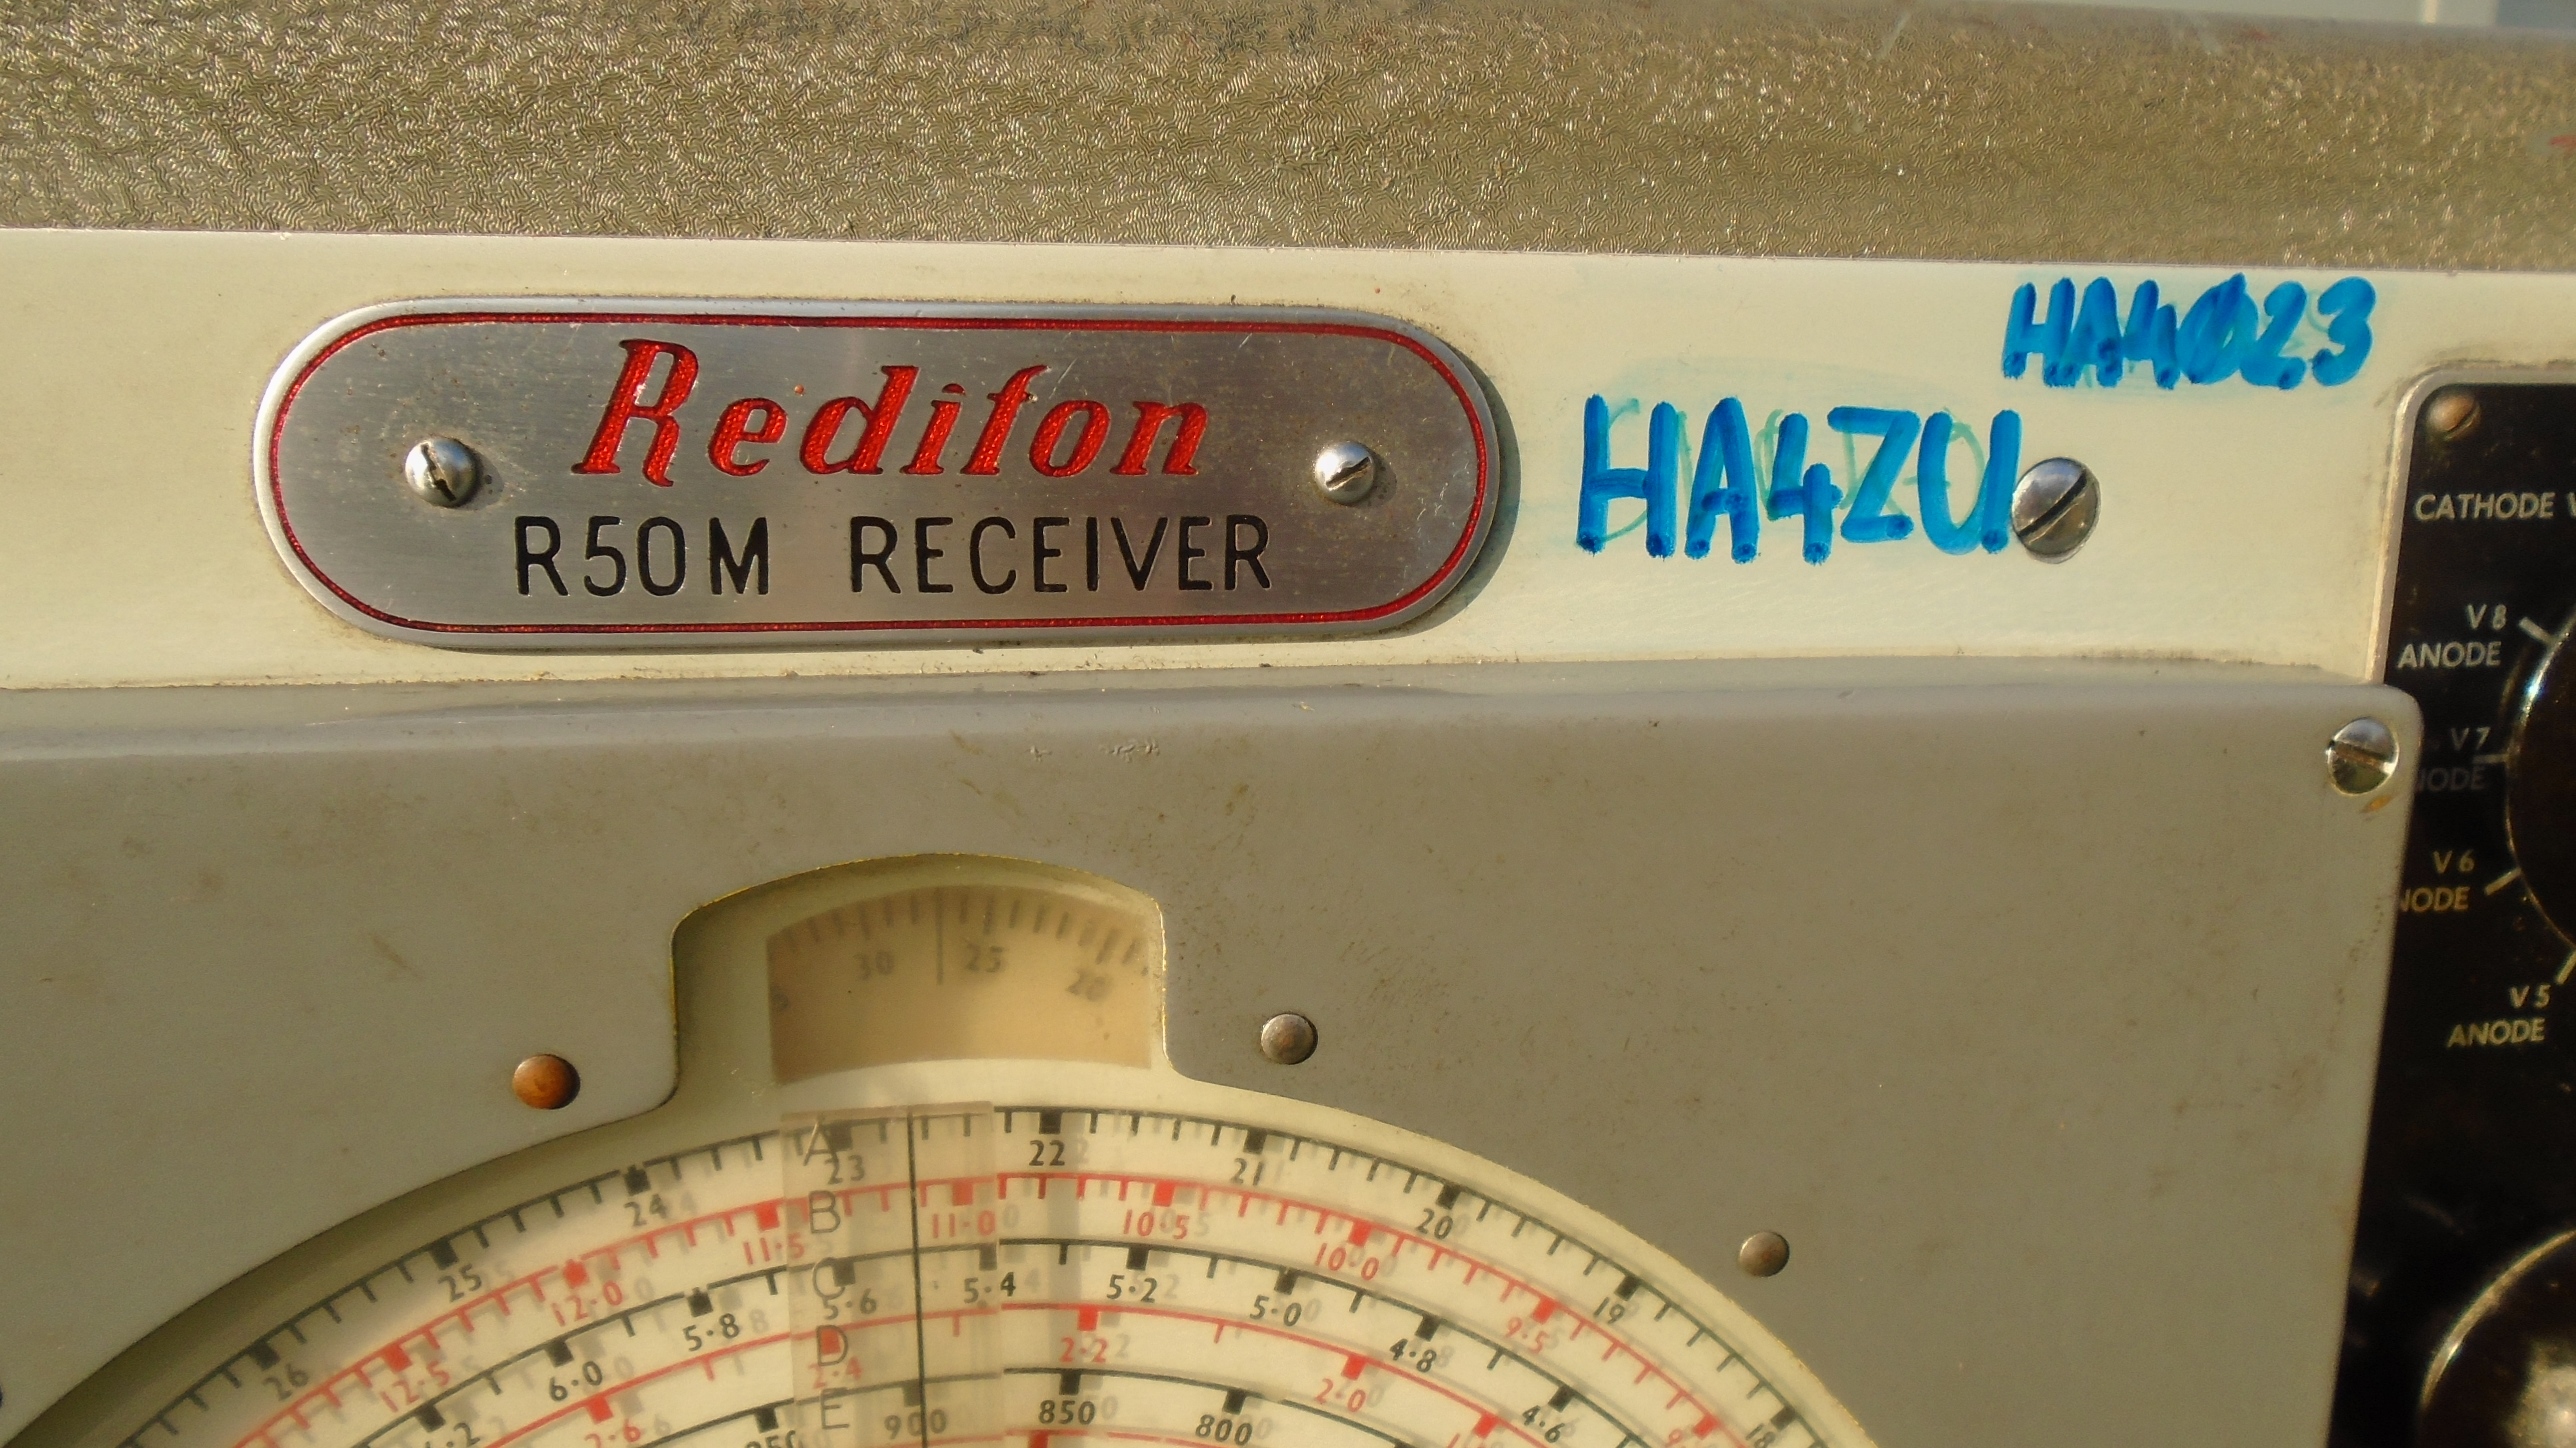 Redifon
R50M RECEIVER
HA4ZU
HA4Ø23
CATHODE
V8
ANODE
V7
V6
V5
ANODE
30 25 20
A
23 22 21
24 20
25 19
26 18
B
11·5 11·0 10·5
12·0 10·0
12·5 9·5
C
5·6 5·4 5·2
5·8 5·0
6·0 4·8
4·6
D
2·4 2·2
2·6 2·0
E
900 850 800